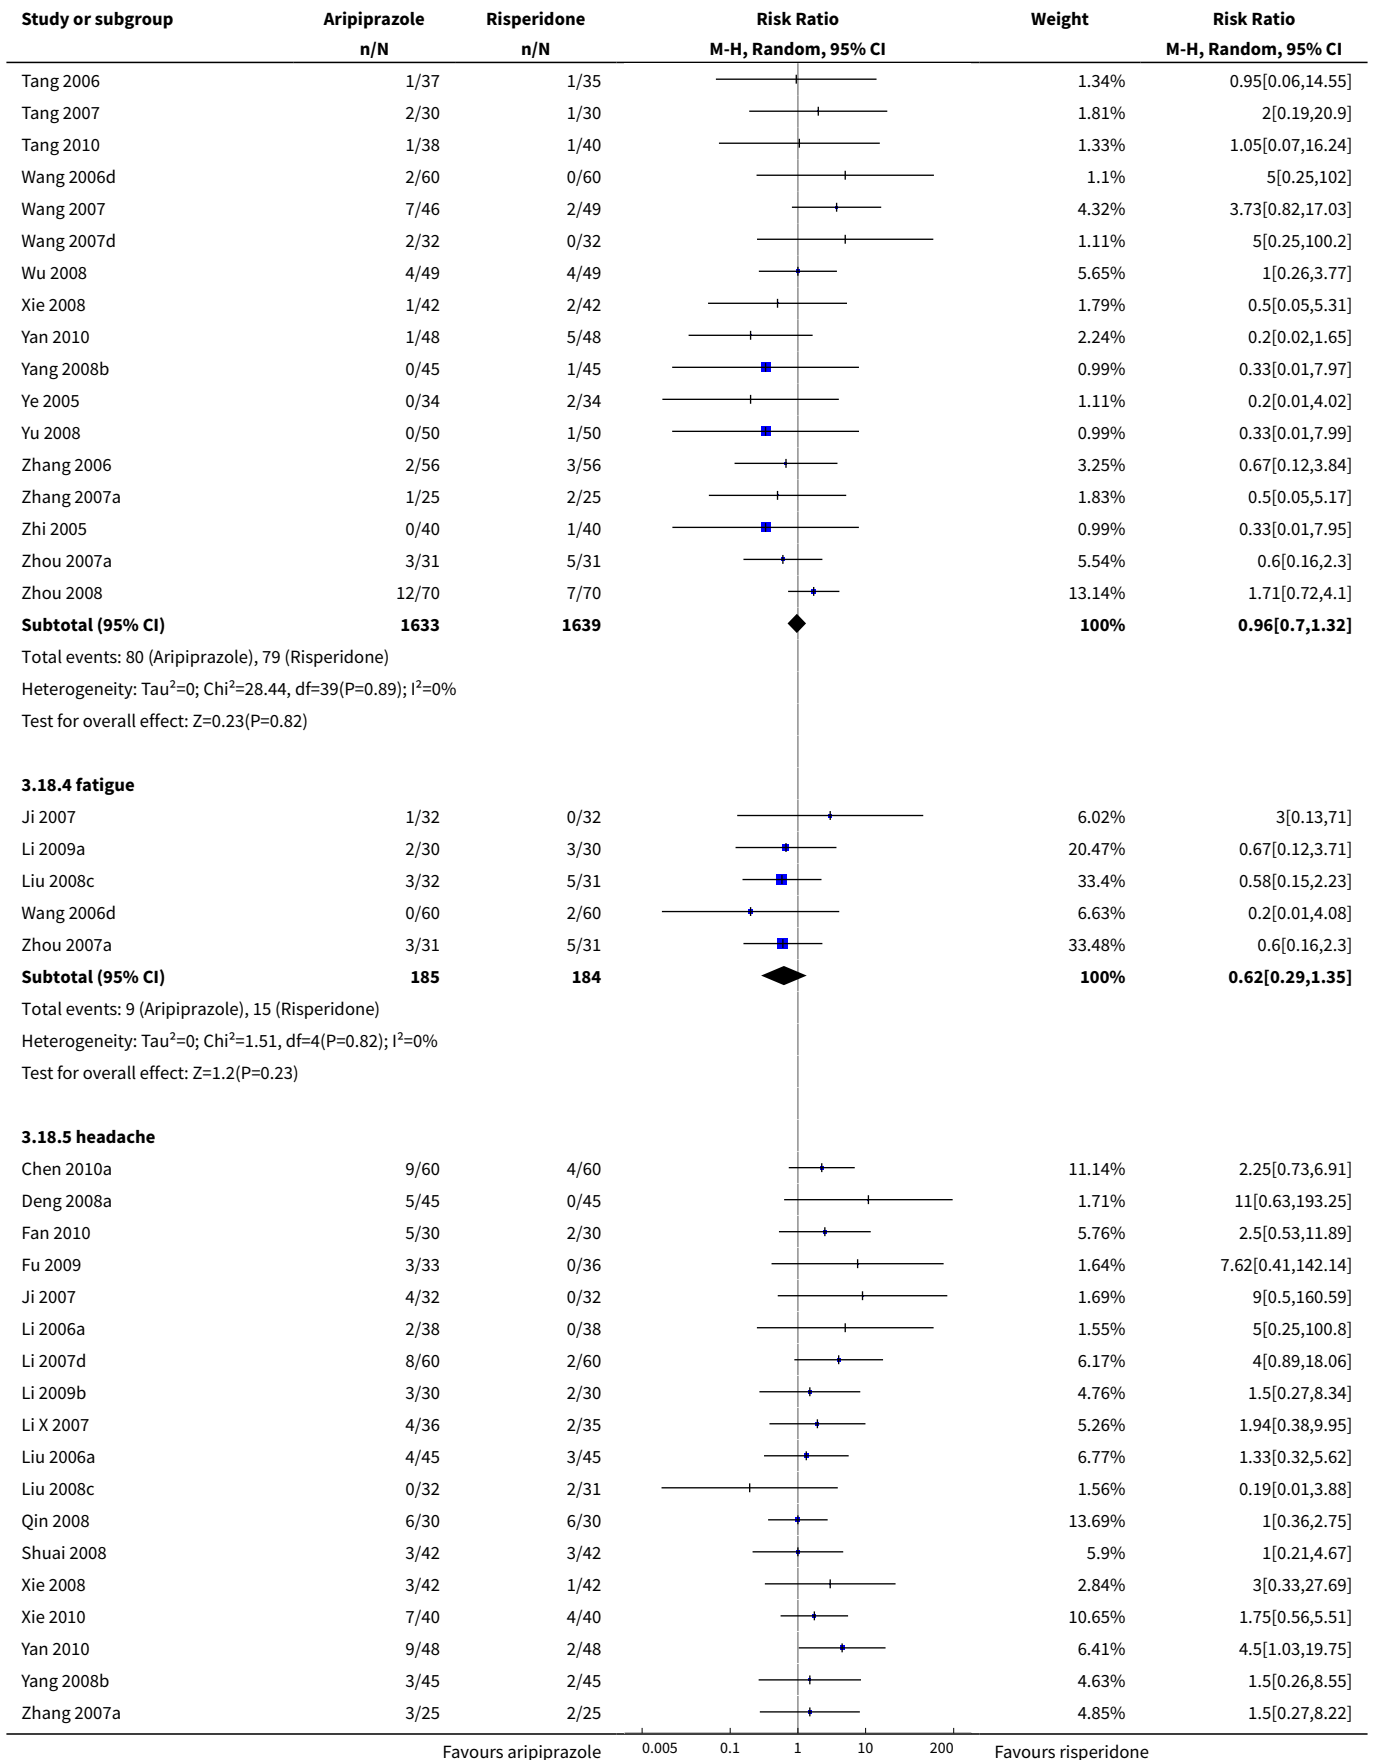 Study or subgroup Aripiprazole Risperidone Risk Ratio Weight Risk Ratio
n/N n/N M-H, Random, 95% CI M-H, Random, 95% CI
Tang 2006 1/37 1/35 1.34% 0.95[0.06,14.55]
Tang 2007 2/30 1/30 1.81% 2[0.19,20.9]
Tang 2010 1/38 1/40 1.33% 1.05[0.07,16.24]
Wang 2006d 2/60 0/60 1.1% 5[0.25,102]
Wang 2007 7/46 2/49 4.32% 3.73[0.82,17.03]
Wang 2007d 2/32 0/32 1.11% 5[0.25,100.2]
Wu 2008 4/49 4/49 5.65% 1[0.26,3.77]
Xie 2008 1/42 2/42 1.79% 0.5[0.05,5.31]
Yan 2010 1/48 5/48 2.24% 0.2[0.02,1.65]
Yang 2008b 0/45 1/45 0.99% 0.33[0.01,7.97]
Ye 2005 0/34 2/34 1.11% 0.2[0.01,4.02]
Yu 2008 0/50 1/50 0.99% 0.33[0.01,7.99]
Zhang 2006 2/56 3/56 3.25% 0.67[0.12,3.84]
Zhang 2007a 1/25 2/25 1.83% 0.5[0.05,5.17]
Zhi 2005 0/40 1/40 0.99% 0.33[0.01,7.95]
Zhou 2007a 3/31 5/31 5.54% 0.6[0.16,2.3]
Zhou 2008 12/70 7/70 13.14% 1.71[0.72,4.1]
Subtotal (95% CI) 1633 1639 100% 0.96[0.7,1.32]
Total events: 80 (Aripiprazole), 79 (Risperidone)
Heterogeneity: Tau²=0; Chi²=28.44, df=39(P=0.89); I²=0%
Test for overall effect: Z=0.23(P=0.82)
3.18.4 fatigue
Ji 2007 1/32 0/32 6.02% 3[0.13,71]
Li 2009a 2/30 3/30 20.47% 0.67[0.12,3.71]
Liu 2008c 3/32 5/31 33.4% 0.58[0.15,2.23]
Wang 2006d 0/60 2/60 6.63% 0.2[0.01,4.08]
Zhou 2007a 3/31 5/31 33.48% 0.6[0.16,2.3]
Subtotal (95% CI) 185 184 100% 0.62[0.29,1.35]
Total events: 9 (Aripiprazole), 15 (Risperidone)
Heterogeneity: Tau²=0; Chi²=1.51, df=4(P=0.82); I²=0%
Test for overall effect: Z=1.2(P=0.23)
3.18.5 headache
Chen 2010a 9/60 4/60 11.14% 2.25[0.73,6.91]
Deng 2008a 5/45 0/45 1.71% 11[0.63,193.25]
Fan 2010 5/30 2/30 5.76% 2.5[0.53,11.89]
Fu 2009 3/33 0/36 1.64% 7.62[0.41,142.14]
Ji 2007 4/32 0/32 1.69% 9[0.5,160.59]
Li 2006a 2/38 0/38 1.55% 5[0.25,100.8]
Li 2007d 8/60 2/60 6.17% 4[0.89,18.06]
Li 2009b 3/30 2/30 4.76% 1.5[0.27,8.34]
Li X 2007 4/36 2/35 5.26% 1.94[0.38,9.95]
Liu 2006a 4/45 3/45 6.77% 1.33[0.32,5.62]
Liu 2008c 0/32 2/31 1.56% 0.19[0.01,3.88]
Qin 2008 6/30 6/30 13.69% 1[0.36,2.75]
Shuai 2008 3/42 3/42 5.9% 1[0.21,4.67]
Xie 2008 3/42 1/42 2.84% 3[0.33,27.69]
Xie 2010 7/40 4/40 10.65% 1.75[0.56,5.51]
Yan 2010 9/48 2/48 6.41% 4.5[1.03,19.75]
Yang 2008b 3/45 2/45 4.63% 1.5[0.26,8.55]
Zhang 2007a 3/25 2/25 4.85% 1.5[0.27,8.22]
Favours aripiprazole 0.005 0.1 1 10 200 Favours risperidone